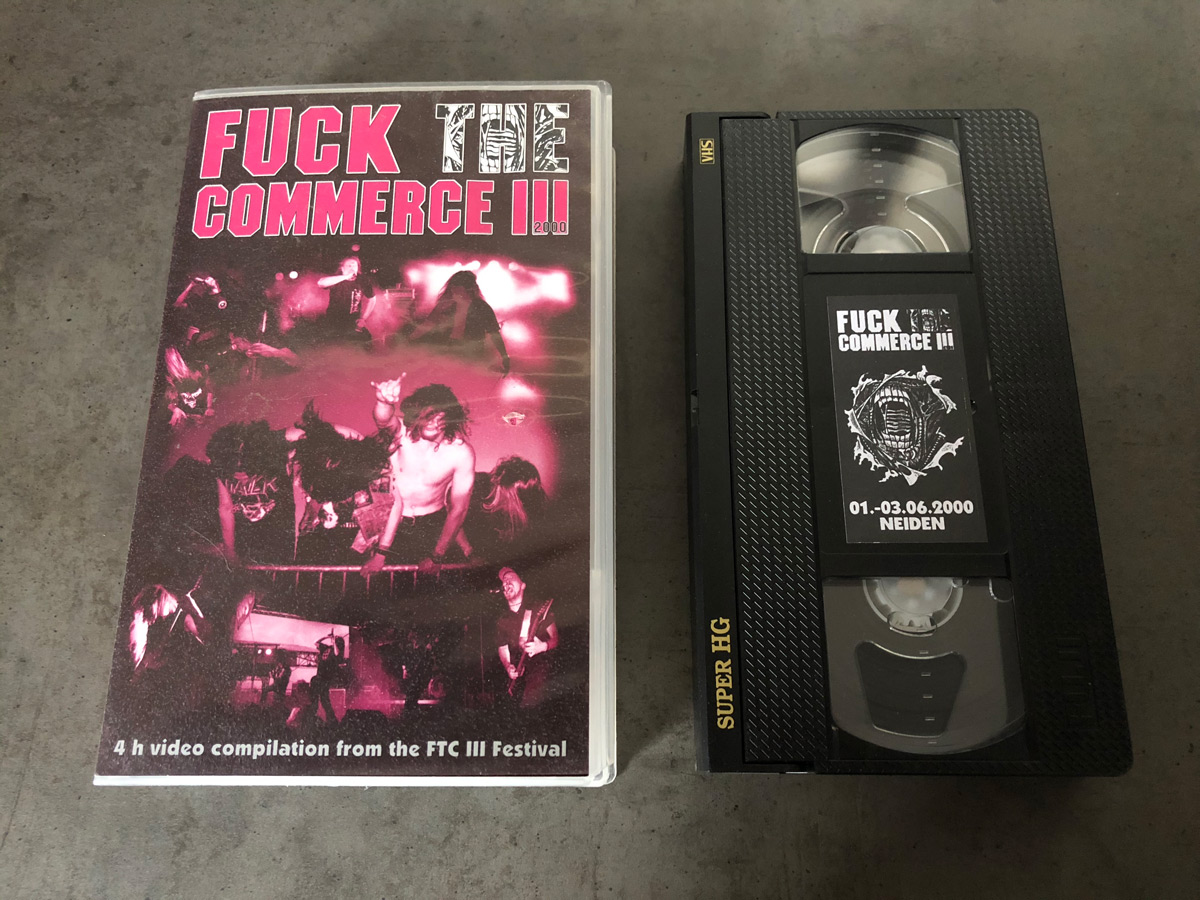 FUCK THE
COMMERCE III
2000
4 h video compilation from the FTC III Festival
VHS
SUPER HG
FUCK THE
COMMERCE III
01.-03.06.2000
NEIDEN